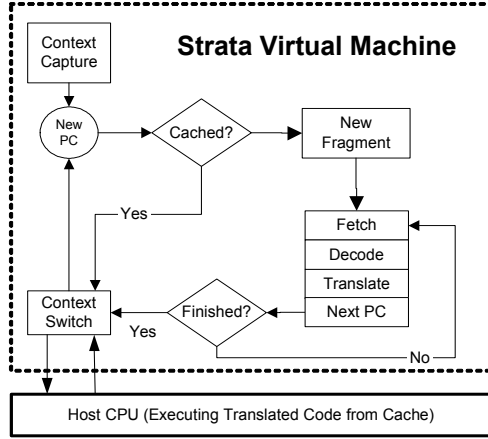 Strata Virtual Machine
Context
Capture
New
PC
Cached?
New
Fragment
Yes
Fetch
Decode
Translate
Next PC
Context
Switch
Finished?
Yes
No
Host CPU (Executing Translated Code from Cache)